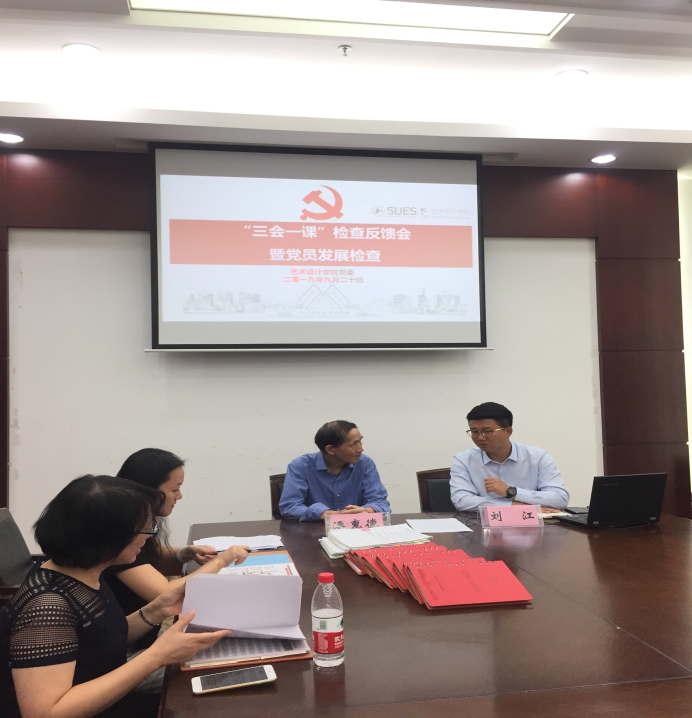 SUES
“三会一课”检查反馈会
暨党员发展检查
艺术设计学院党委
二零一九年九月二十日
刘 江